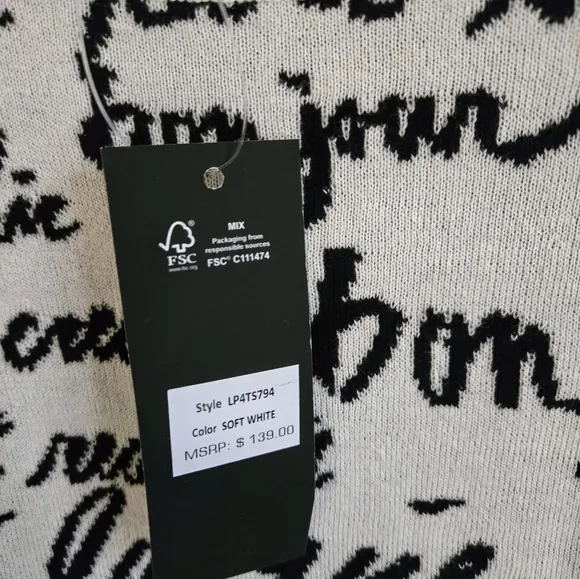 bonjour
bon
FSC
www.fsc.org
MIX
Packaging from
responsible sources
FSC® C111474
Style LP4TS794
Color SOFT WHITE
MSRP: $ 139.00